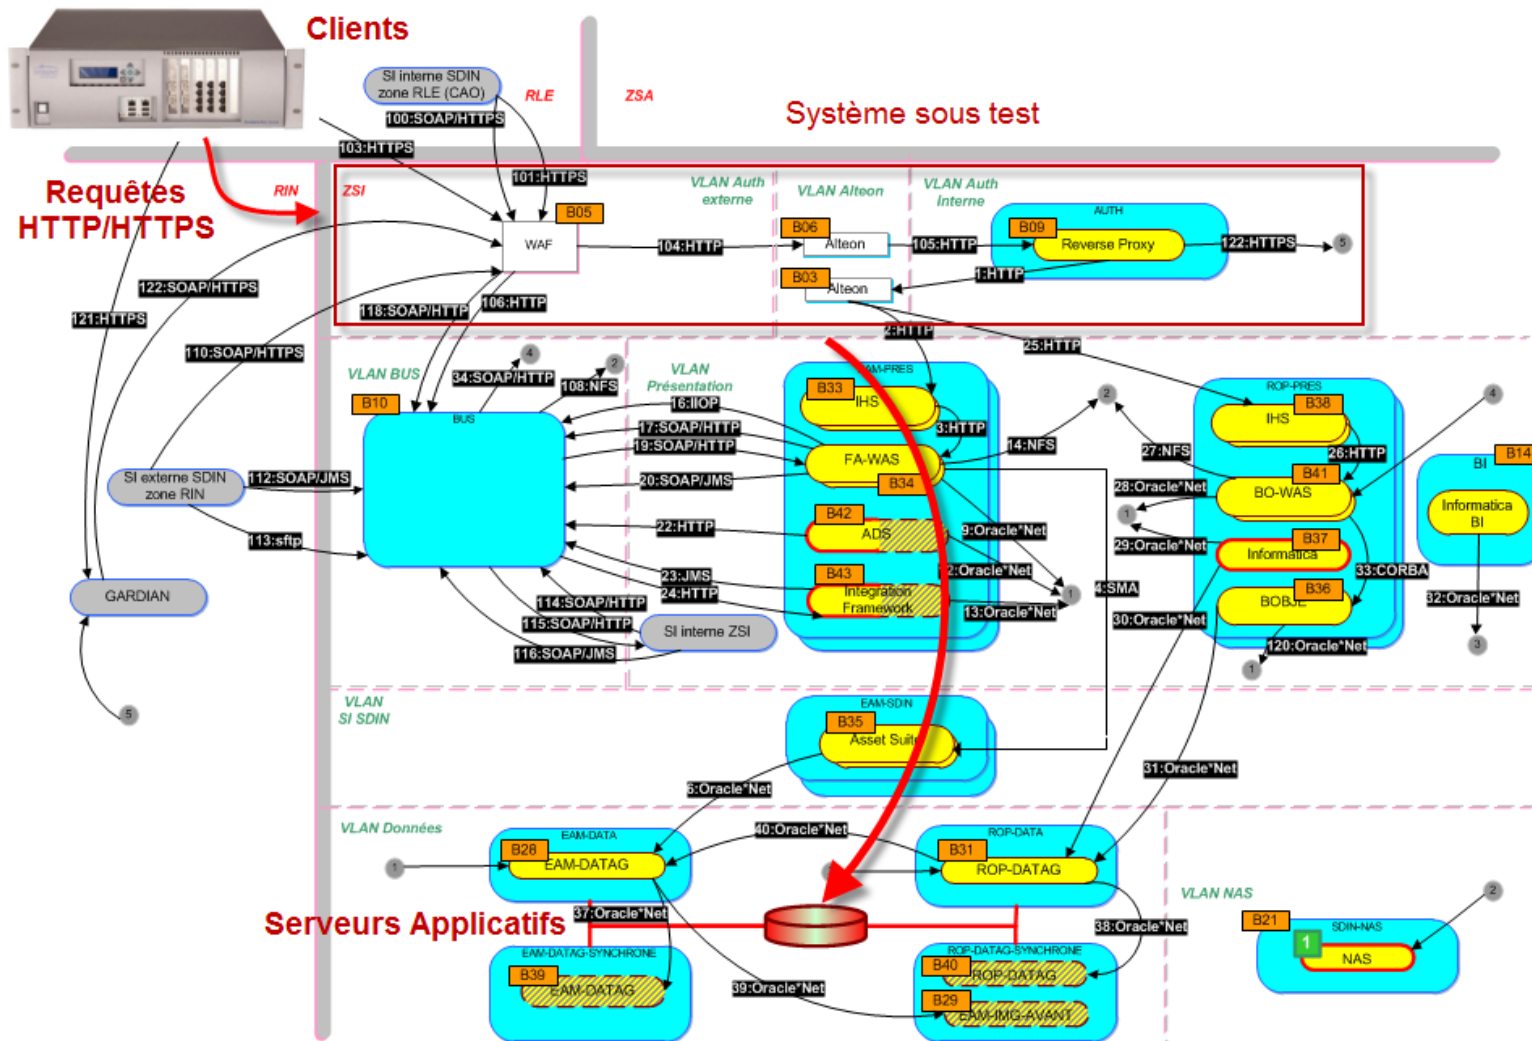 Clients
SI interne SDIN
zone RLE (CAO)
RLE
ZSA
100:SOAP/HTTPS
Système sous test
103:HTTPS
101:HTTPS
Requêtes
HTTP/HTTPS
RIN
ZSI
VLAN Auth
externe
VLAN Alteon
VLAN Auth
Interne
B05
WAF
104:HTTP
B06
Alteon
105:HTTP
AUTH
B09
Reverse Proxy
122:HTTPS
5
1:HTTP
B03
Alteon
122:SOAP/HTTPS
106:HTTP
118:SOAP/HTTP
121:HTTPS
2:HTTP
25:HTTP
110:SOAP/HTTPS
VLAN BUS
34:SOAP/HTTP
4
108:NFS
2
VLAN
Présentation
B10
BUS
16:IIOP
17:SOAP/HTTP
19:SOAP/HTTP
20:SOAP/JMS
22:HTTP
23:JMS
24:HTTP
114:SOAP/HTTP
115:SOAP/HTTP
116:SOAP/JMS
EAM-PRES
B33
IHS
3:HTTP
FA-WAS
B34
14:NFS
B42
ADS
9:Oracle*Net
12:Oracle*Net
B43
Integration
Framework
13:Oracle*Net
1
4:SMA
2
27:NFS
28:Oracle*Net
1
29:Oracle*Net
30:Oracle*Net
ROP-PRES
B38
IHS
26:HTTP
B41
BO-WAS
B37
Informatica
33:CORBA
B36
BOBJE
120:Oracle*Net
1
4
B14
BI
Informatica
BI
32:Oracle*Net
3
SI externe SDIN
zone RIN
112:SOAP/JMS
113:sftp
GARDIAN
5
SI interne ZSI
VLAN
SI SDIN
EAM-SDIN
B35
Asset Suite
6:Oracle*Net
31:Oracle*Net
VLAN Données
EAM-DATA
B28
EAM-DATAG
1
40:Oracle*Net
ROP-DATA
B31
ROP-DATAG
Serveurs Applicatifs
37:Oracle*Net
38:Oracle*Net
EAM-DATAG-SYNCHRONE
B39
EAM-DATAG
39:Oracle*Net
ROP-DATAG-SYNCHRONE
B40
ROP-DATAG
B29
EAM-IMG-AVANT
VLAN NAS
2
B21
SDIN-NAS
1
NAS